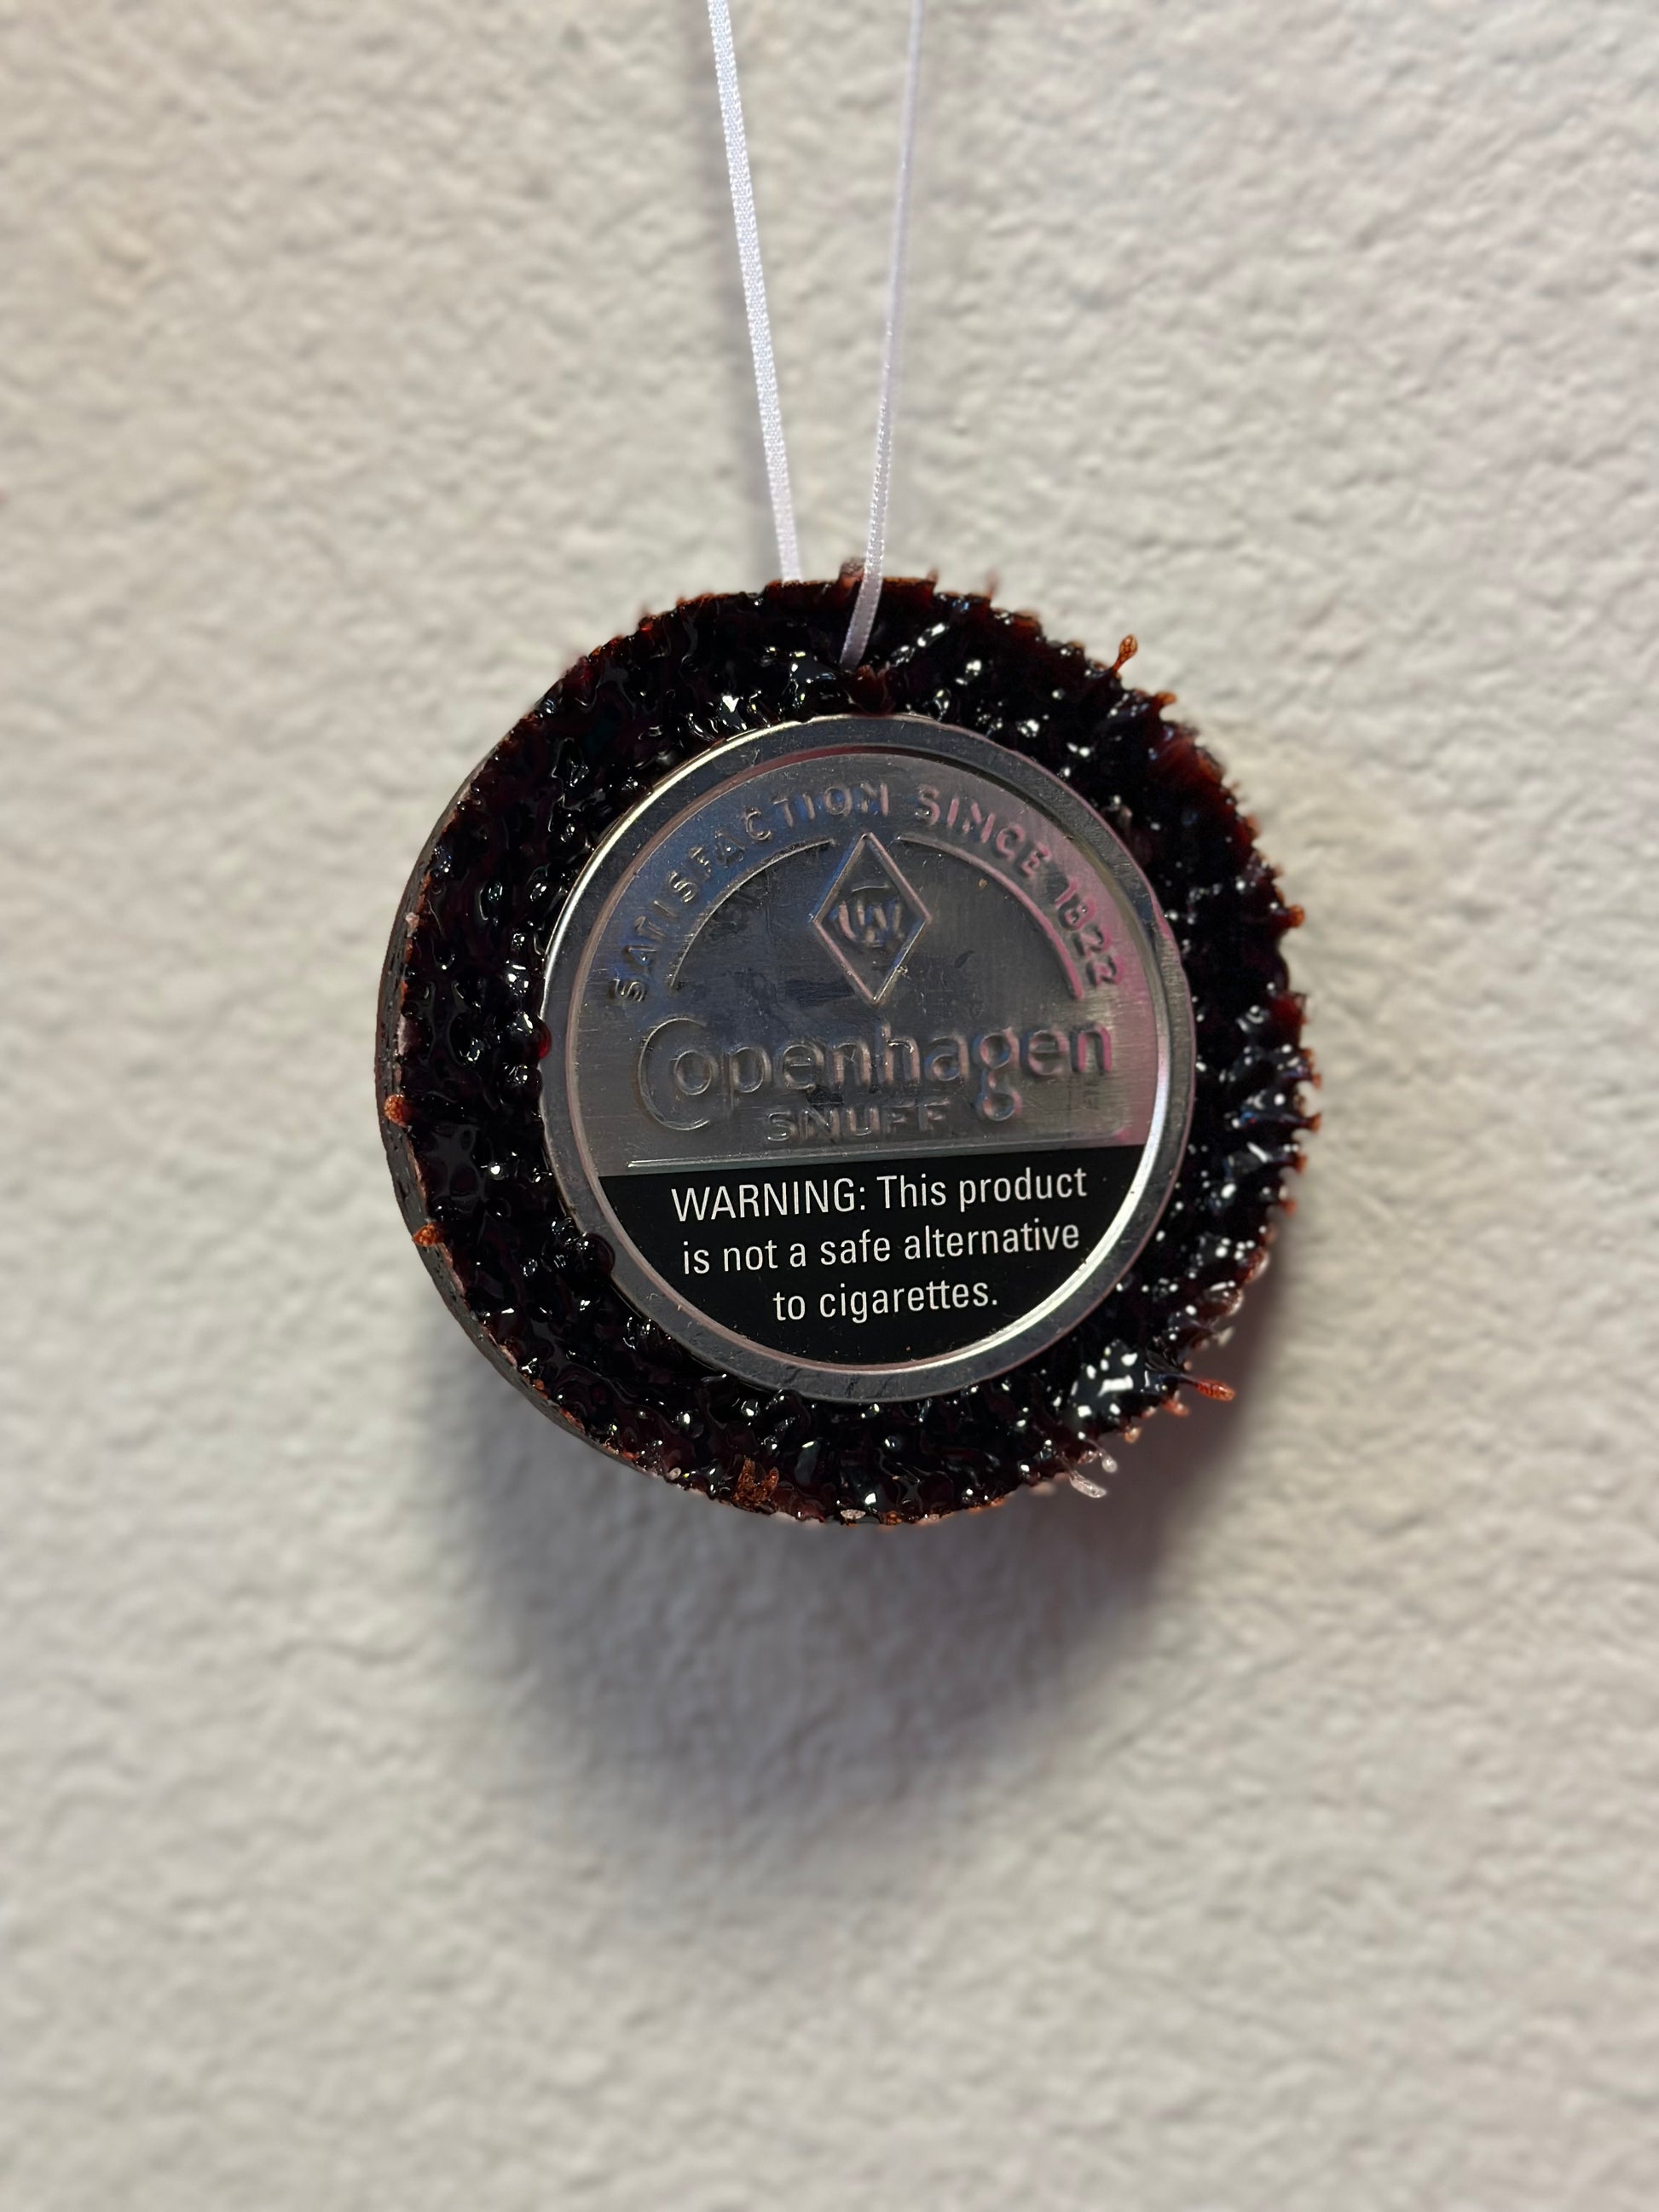 SATISFACTION SINCE 1822
Copenhagen
SNUFF
WARNING: This product
is not a safe alternative
to cigarettes.